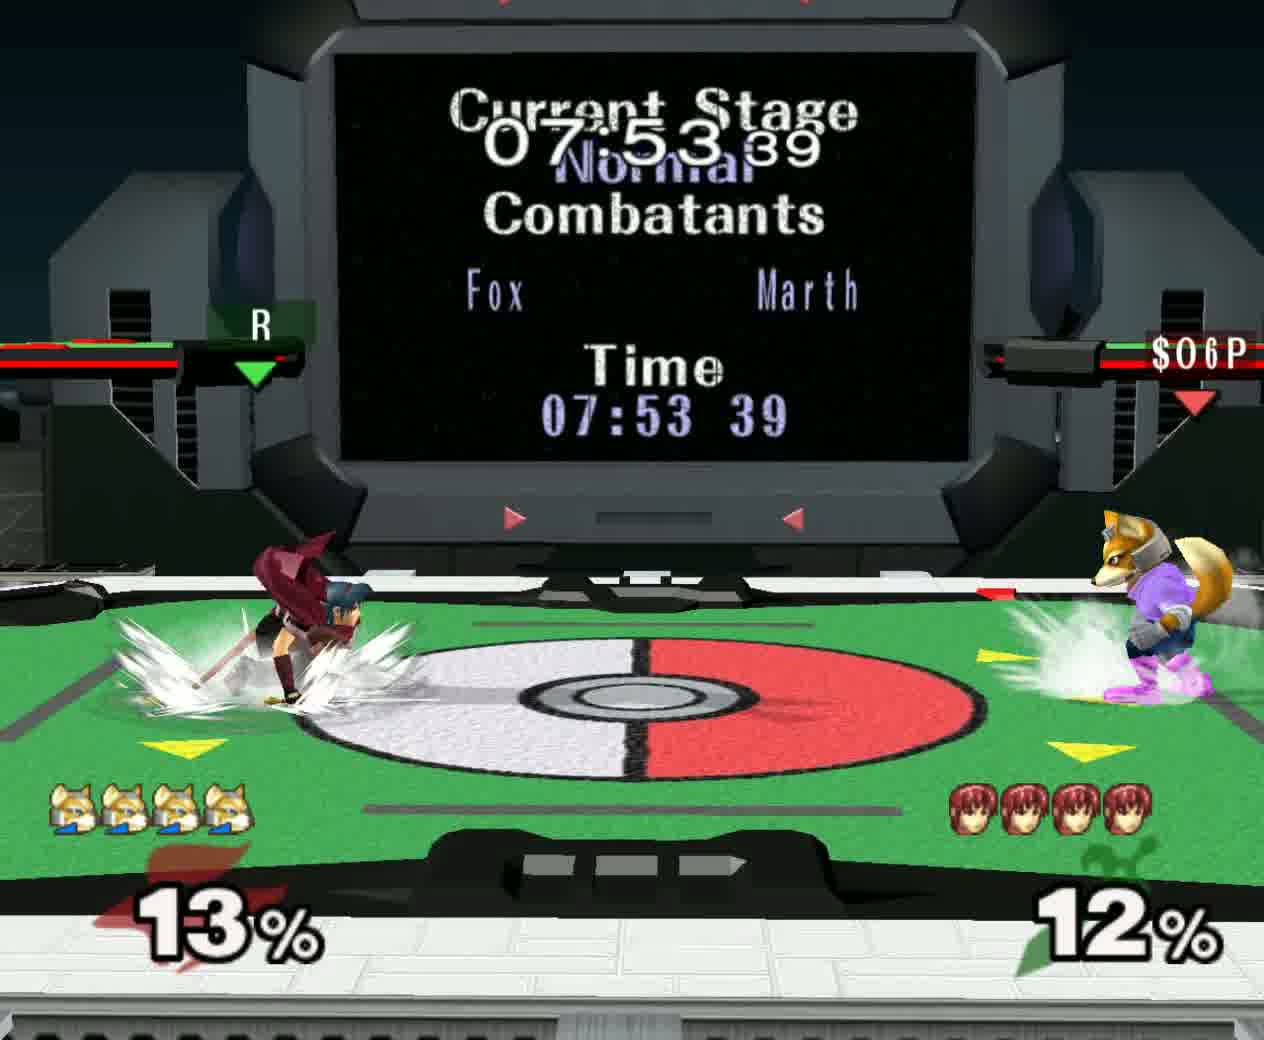 Current Stage
07:53 39
Normal
Combatants
Fox Marth
R
$06P
Time
07:53 39
13%
12%